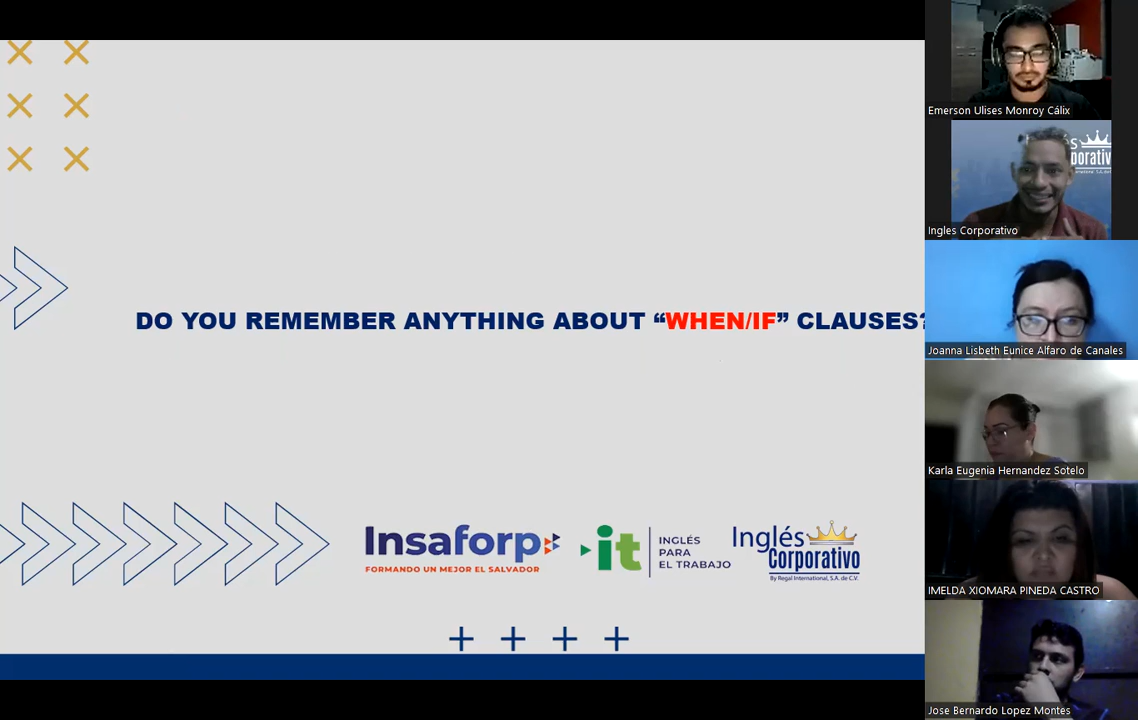 DO YOU REMEMBER ANYTHING ABOUT “WHEN/IF” CLAUSES?
Insaforp
FORMANDO UN MEJOR EL SALVADOR
it
INGLÉS
PARA
EL TRABAJO
Inglés
Corporativo
By Regal International, S.A. de C.V.
Emerson Ulises Monroy Cálix
Ingles Corporativo
Joanna Lisbeth Eunice Alfaro de Canales
Karla Eugenia Hernandez Sotelo
IMELDA XIOMARA PINEDA CASTRO
Jose Bernardo Lopez Montes